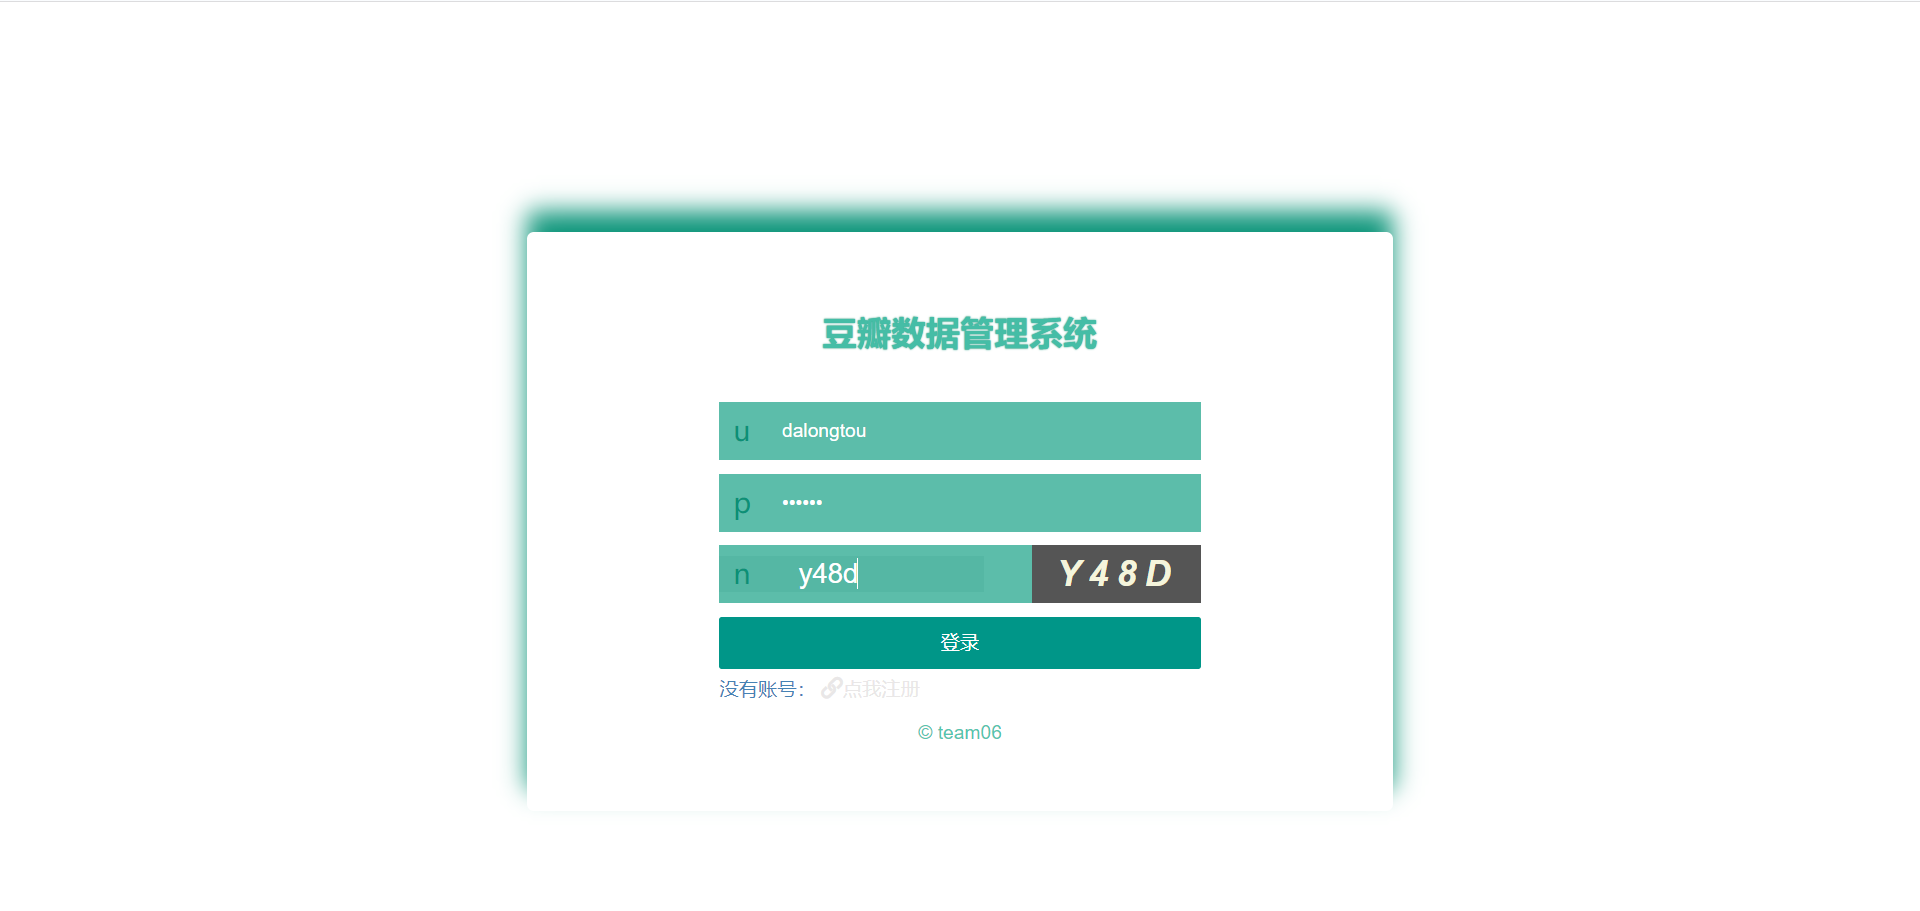 豆瓣数据管理系统
u dalongtou
p ••••••
n y48d Y48D
登录
没有账号： 点我注册
© team06